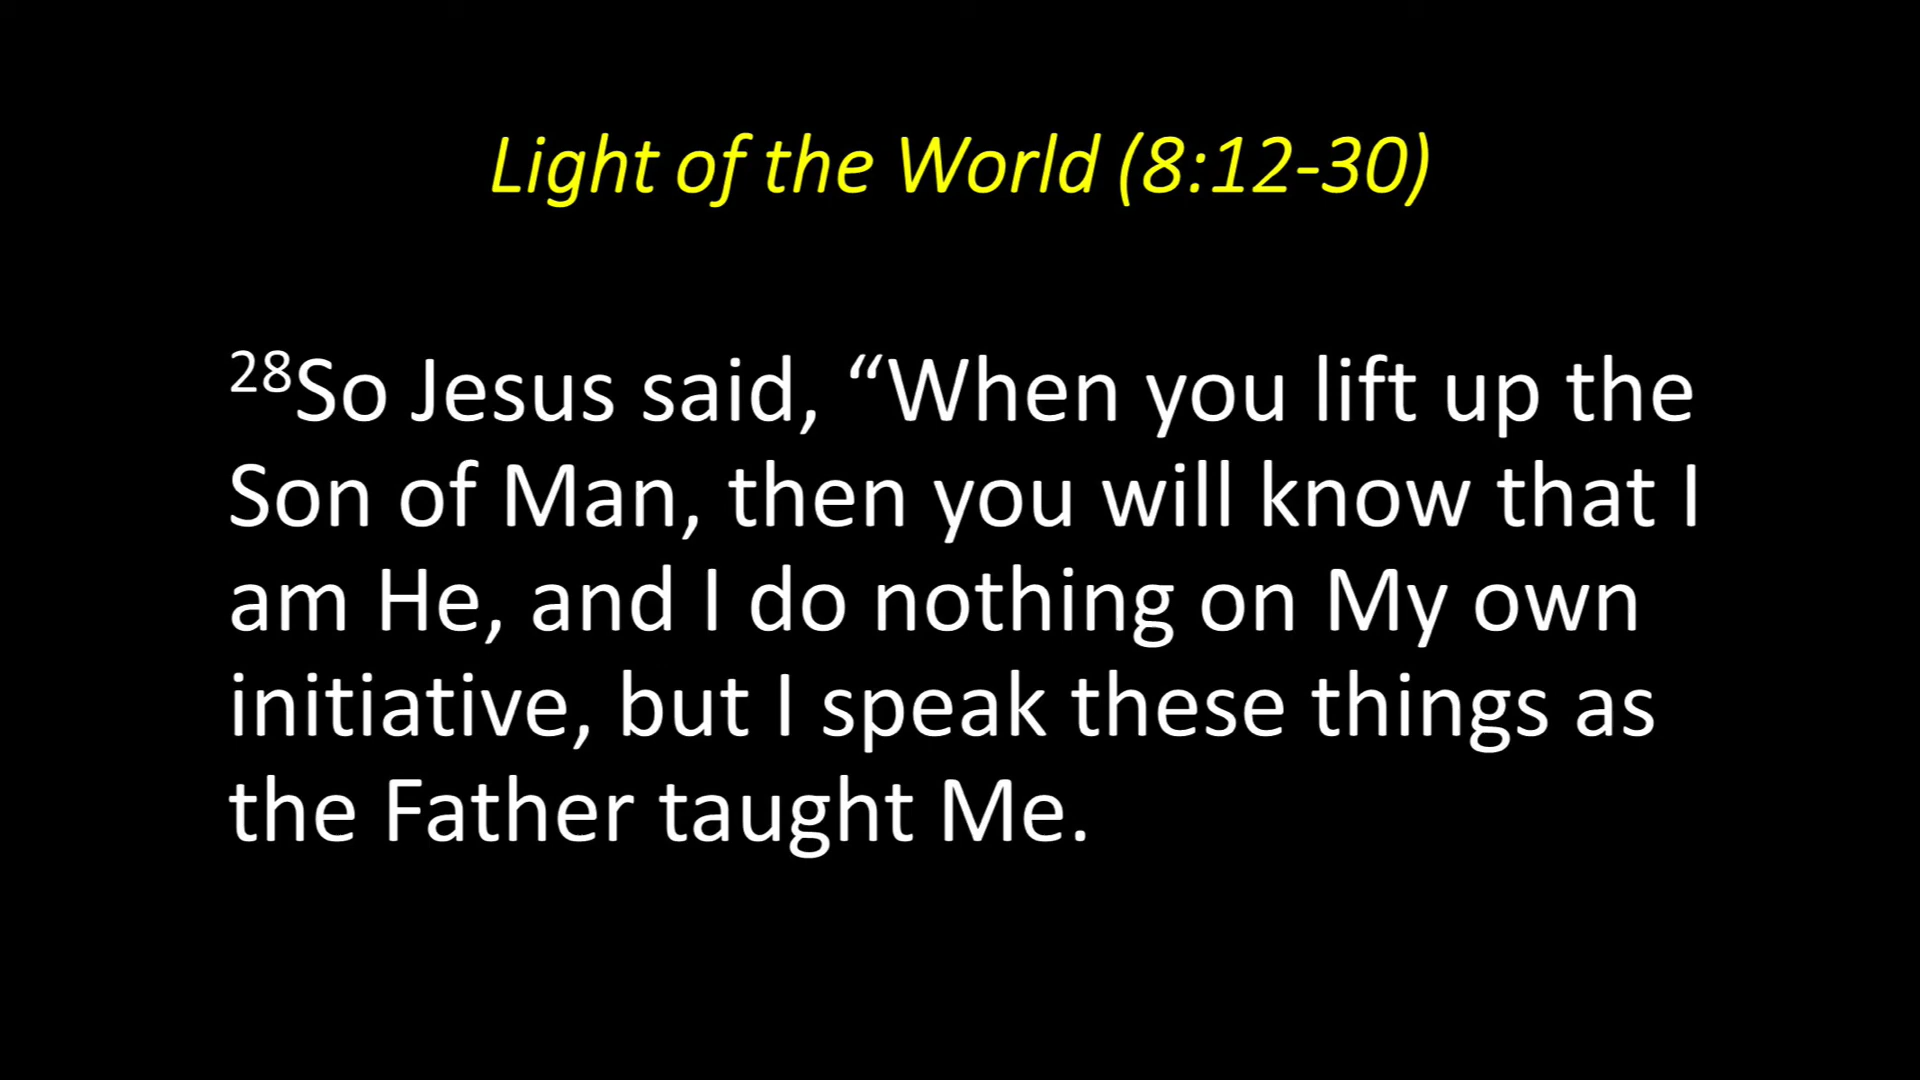 Light of the World (8:12-30)
28So Jesus said, “When you lift up the
Son of Man, then you will know that I
am He, and I do nothing on My own
initiative, but I speak these things as
the Father taught Me.